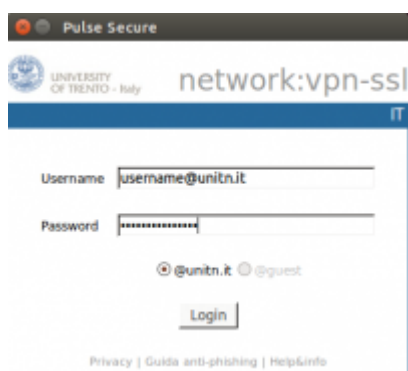 Pulse Secure
UNIVERSITY
OF TRENTO - Italy
network:vpn-ssl
IT
Username username@unitn.it
Password ••••••••••••••
@unitn.it @guest
Login
Privacy | Guida anti-phishing | Help&info